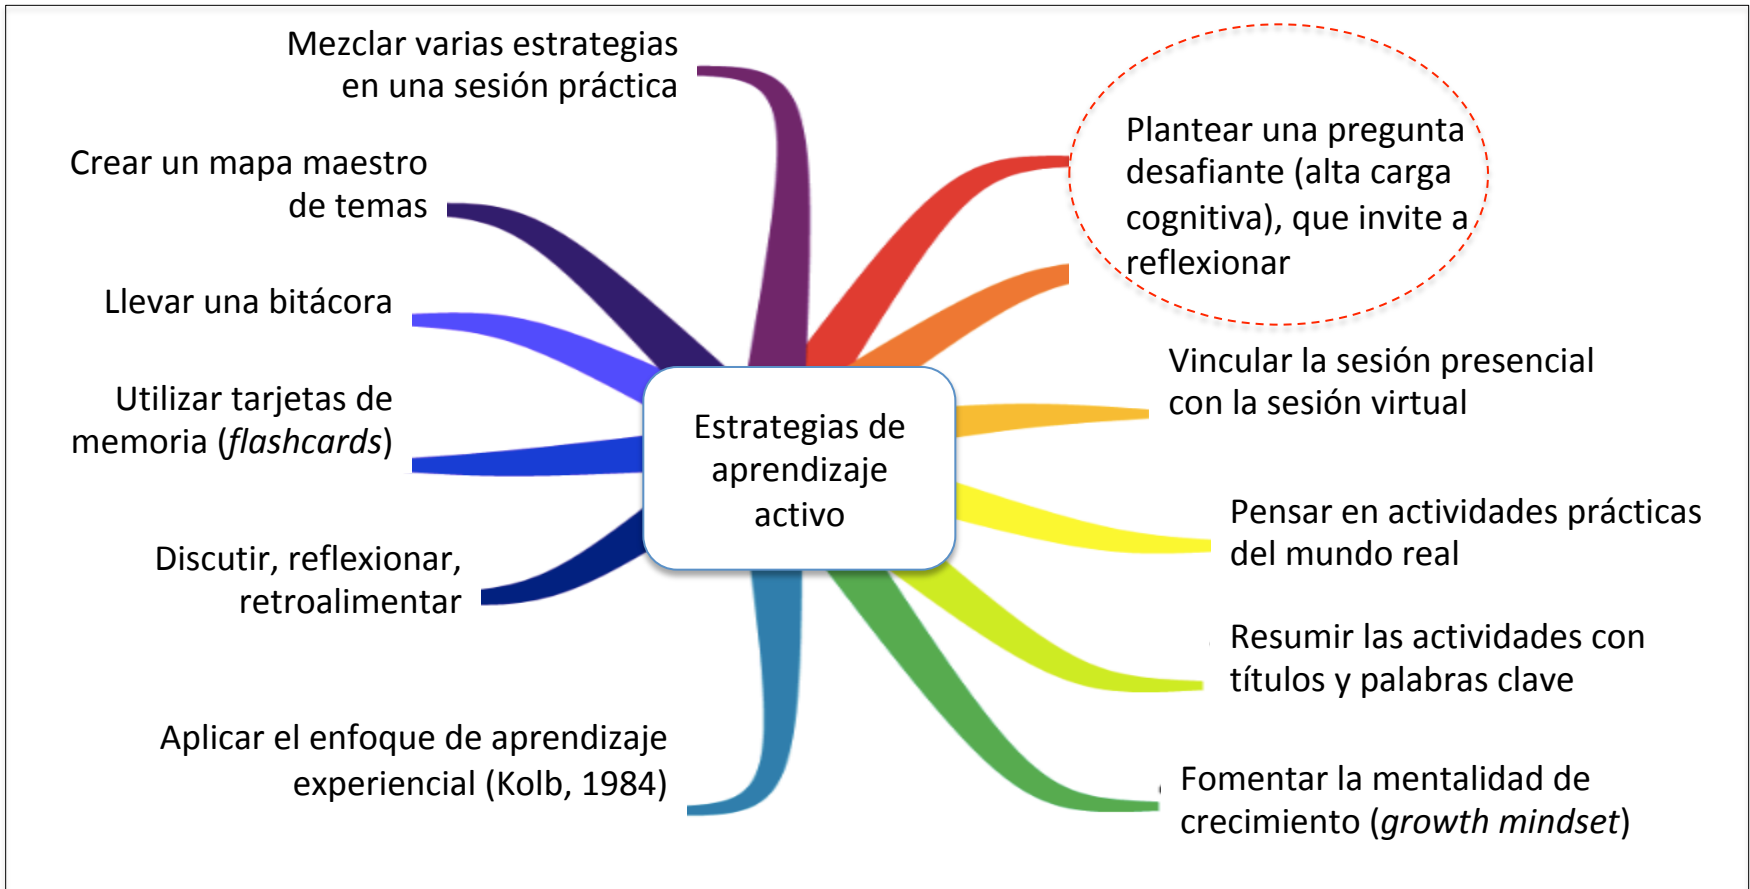 Mezclar varias estrategias
en una sesión práctica
Crear un mapa maestro
de temas
Llevar una bitácora
Utilizar tarjetas de
memoria (flashcards)
Discutir, reflexionar,
retroalimentar
Aplicar el enfoque de aprendizaje
experiencial (Kolb, 1984)
Estrategias de
aprendizaje
activo
Plantear una pregunta
desafiante (alta carga
cognitiva), que invite a
reflexionar
Vincular la sesión presencial
con la sesión virtual
Pensar en actividades prácticas
del mundo real
Resumir las actividades con
títulos y palabras clave
Fomentar la mentalidad de
crecimiento (growth mindset)